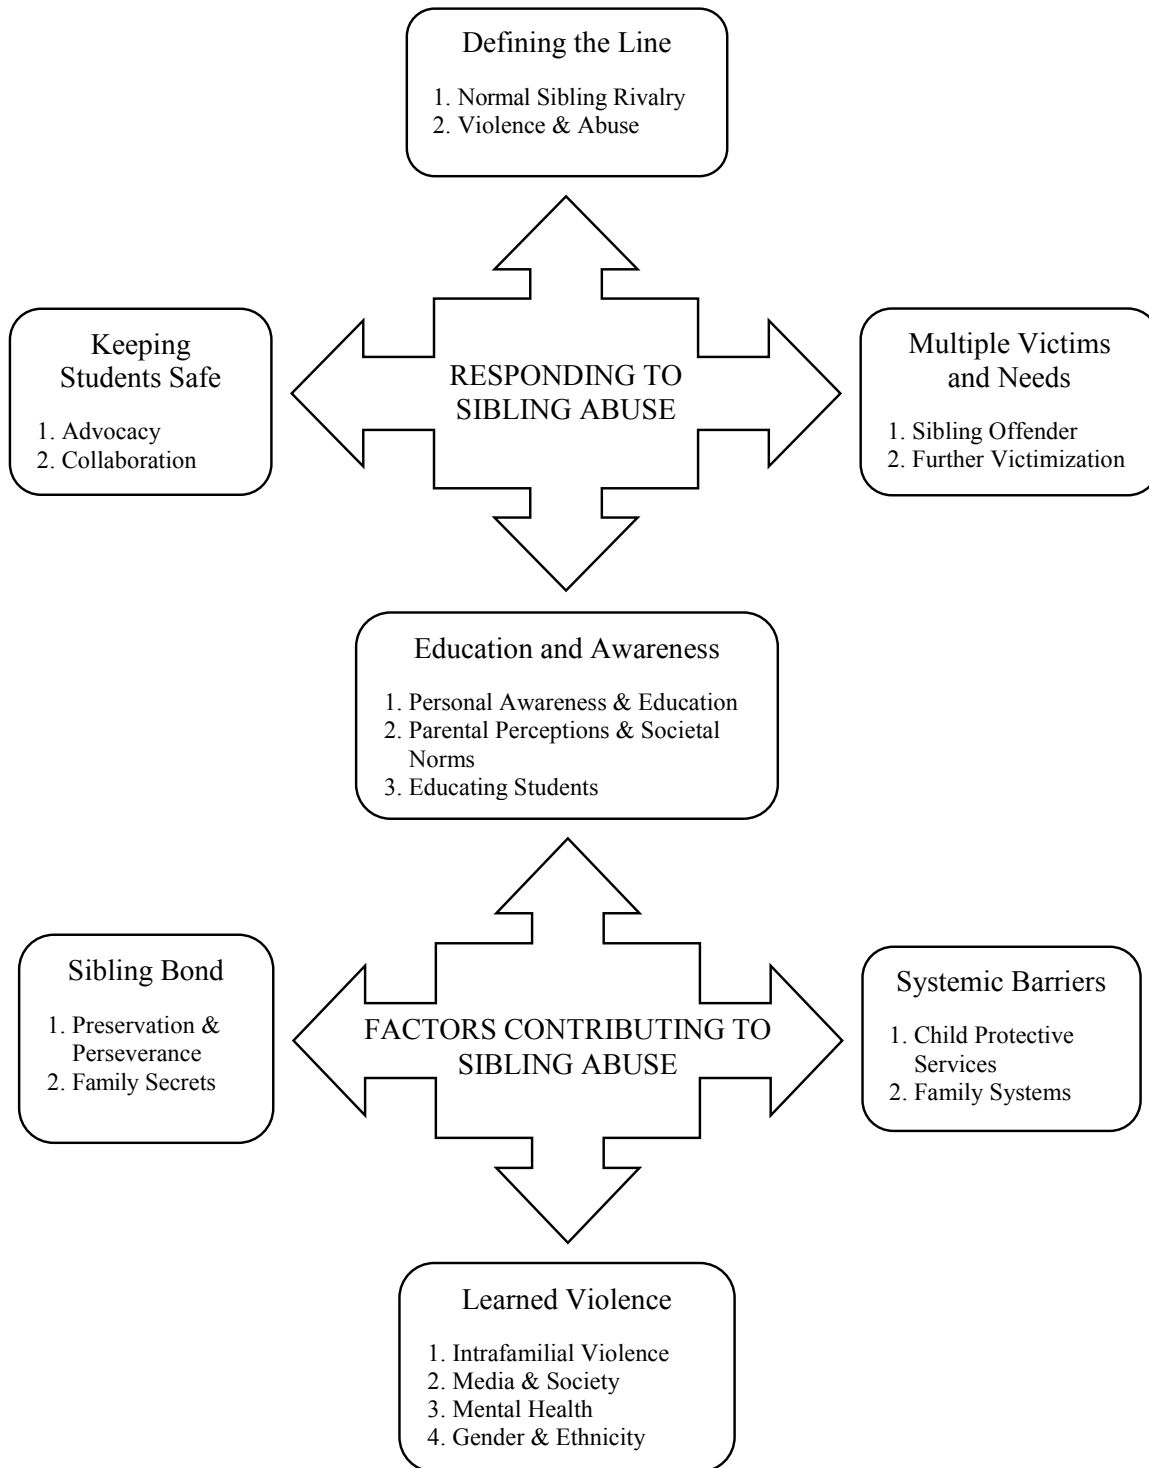 Defining the Line
1. Normal Sibling Rivalry
2. Violence & Abuse
Keeping
Students Safe
1. Advocacy
2. Collaboration
RESPONDING TO
SIBLING ABUSE
Multiple Victims
and Needs
1. Sibling Offender
2. Further Victimization
Education and Awareness
1. Personal Awareness & Education
2. Parental Perceptions & Societal
Norms
3. Educating Students
Sibling Bond
1. Preservation &
Perseverance
2. Family Secrets
FACTORS CONTRIBUTING TO
SIBLING ABUSE
Systemic Barriers
1. Child Protective
Services
2. Family Systems
Learned Violence
1. Intrafamilial Violence
2. Media & Society
3. Mental Health
4. Gender & Ethnicity